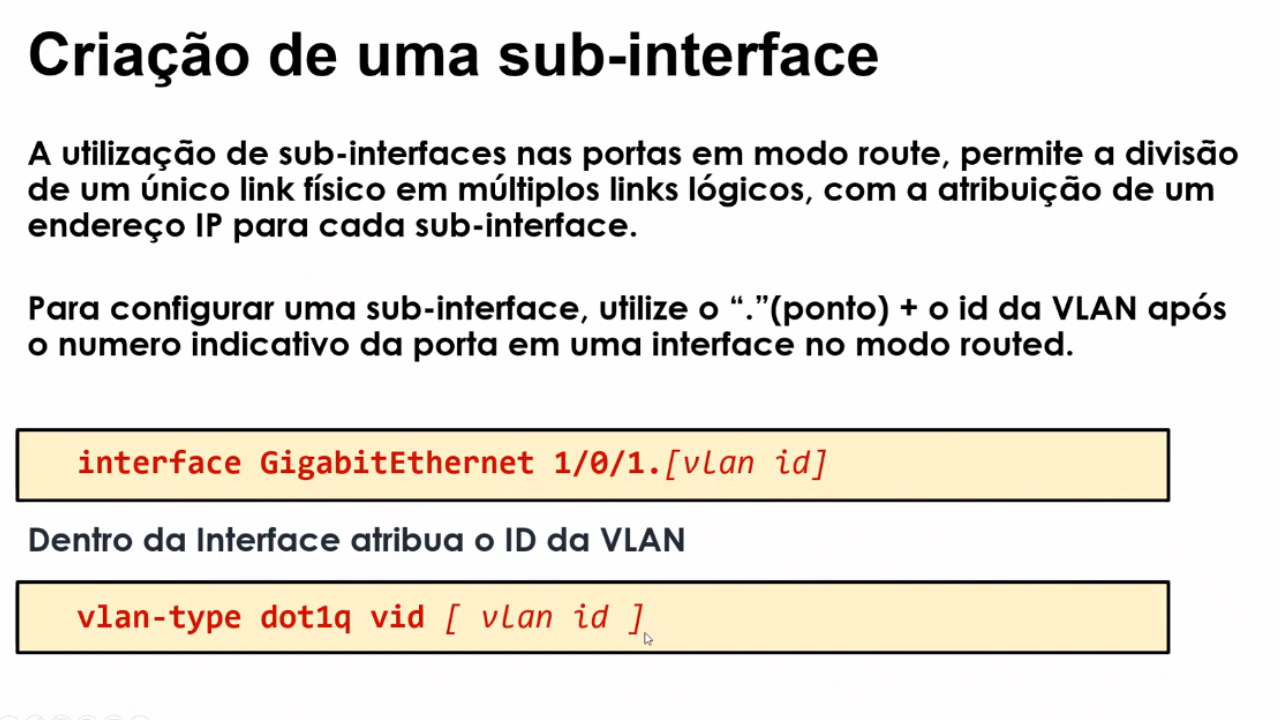 Criação de uma sub-interface
A utilização de sub-interfaces nas portas em modo route, permite a divisão
de um único link físico em múltiplos links lógicos, com a atribuição de um
endereço IP para cada sub-interface.
Para configurar uma sub-interface, utilize o “.”(ponto) + o id da VLAN após
o numero indicativo da porta em uma interface no modo routed.
interface GigabitEthernet 1/0/1.[vlan id]
Dentro da Interface atribua o ID da VLAN
vlan-type dot1q vid [ vlan id ]